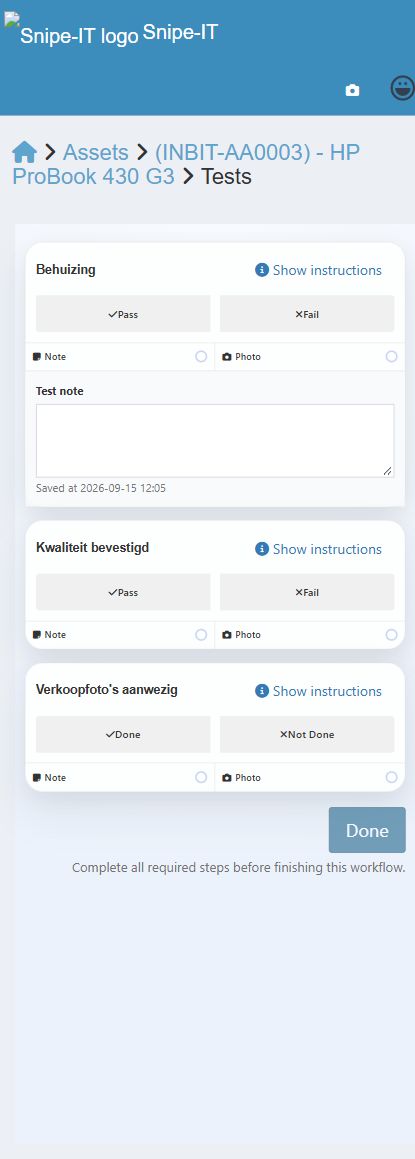 Snipe-IT logo Snipe-IT
Assets (INBIT-AA0003) - HP
ProBook 430 G3 Tests
Behuizing
Show instructions
Pass
Fail
Note
Photo
Test note
Saved at 2026-09-15 12:05
Kwaliteit bevestigd
Show instructions
Pass
Fail
Note
Photo
Verkoopfoto's aanwezig
Show instructions
Done
Not Done
Note
Photo
Done
Complete all required steps before finishing this workflow.